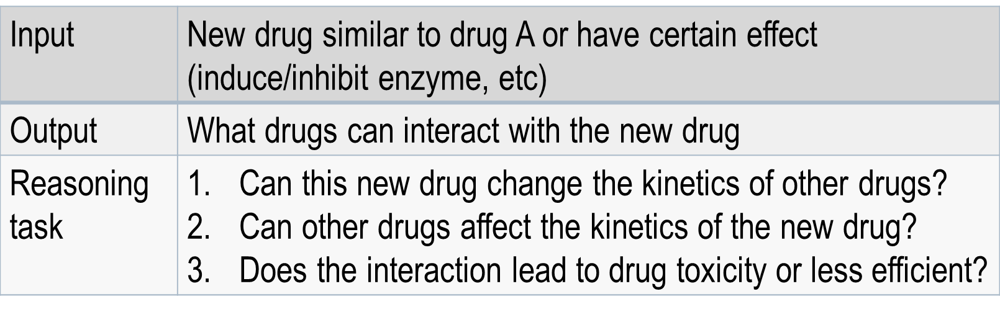 Input
New drug similar to drug A or have certain effect
(induce/inhibit enzyme, etc)
Output
What drugs can interact with the new drug
Reasoning
task
1. Can this new drug change the kinetics of other drugs?
2. Can other drugs affect the kinetics of the new drug?
3. Does the interaction lead to drug toxicity or less efficient?